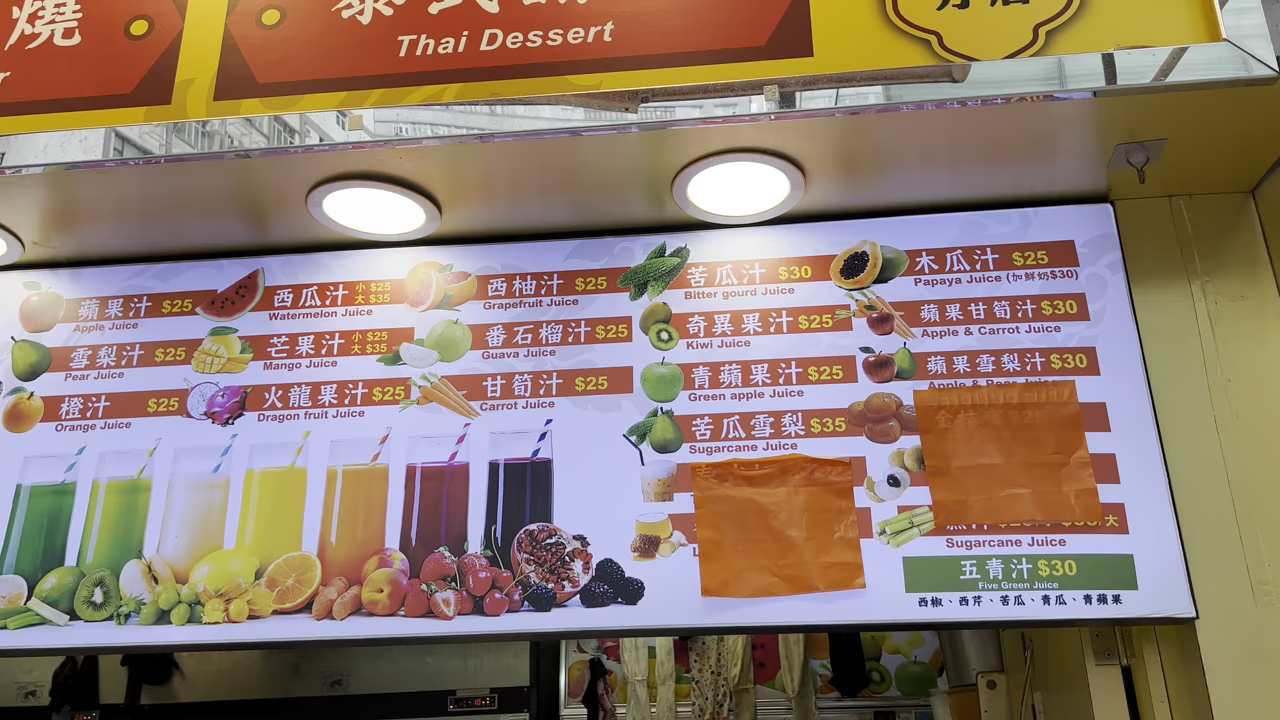 燒
Thai Dessert
蘋果汁 $25
Apple Juice
雪梨汁 $25
Pear Juice
橙汁 $25
Orange Juice
西瓜汁 小 $25 大 $35
Watermelon Juice
芒果汁 小 $25 大 $35
Mango Juice
火龍果汁 $25
Dragon fruit Juice
西柚汁 $25
Grapefruit Juice
番石榴汁 $25
Guava Juice
甘筍汁 $25
Carrot Juice
苦瓜汁 $30
Bitter gourd Juice
奇異果汁 $25
Kiwi Juice
青蘋果汁 $25
Green apple Juice
苦瓜雪梨 $35
Sugarcane Juice
木瓜汁 $25
Papaya Juice (加鮮奶$30)
蘋果甘筍汁 $30
Apple & Carrot Juice
蘋果雪梨汁 $30
Apple & Pear Juice
/大
Sugarcane Juice
五青汁 $30
Five Green Juice
西椒、西芹、苦瓜、青瓜、青蘋果